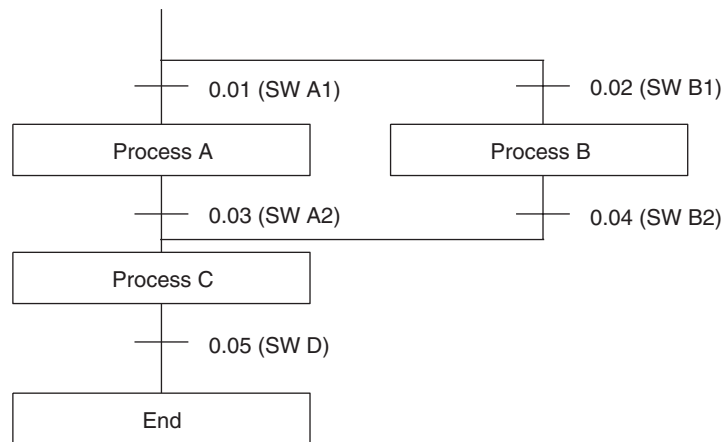 0.01 (SW A1)
0.02 (SW B1)
Process A
Process B
0.03 (SW A2)
0.04 (SW B2)
Process C
0.05 (SW D)
End